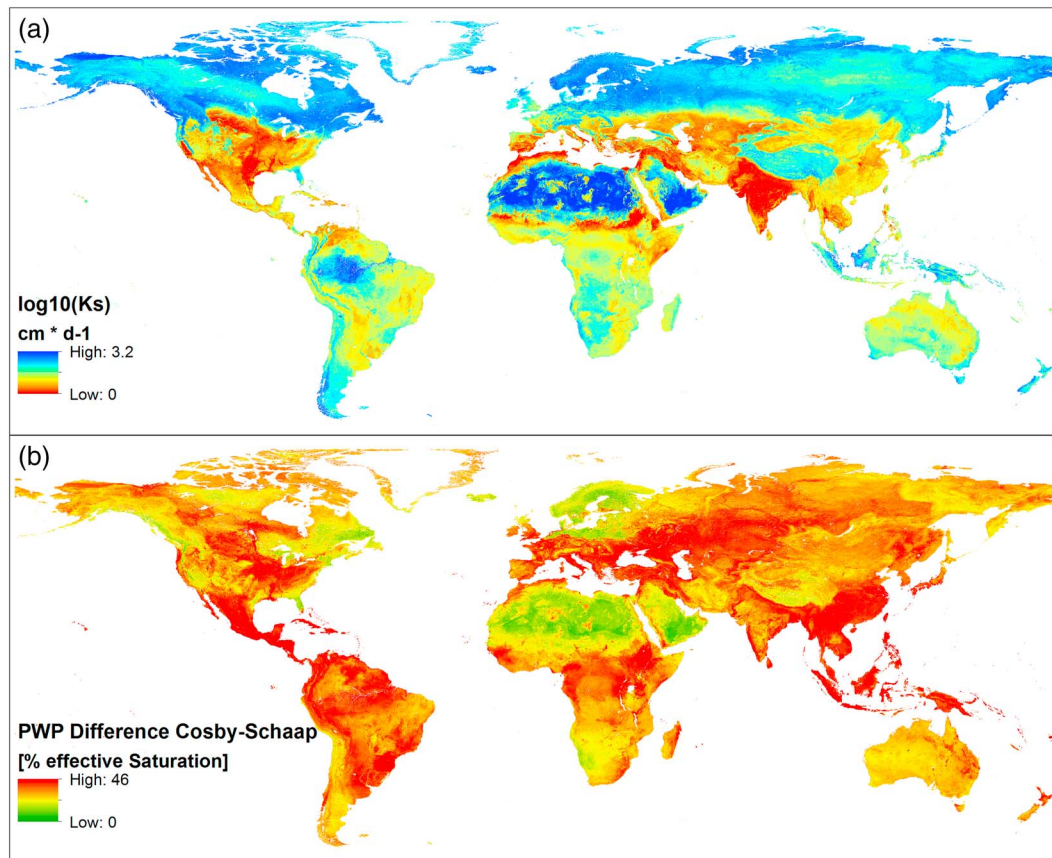 (a)
log10(Ks)
cm * d-1
High: 3.2
Low: 0
(b)
PWP Difference Cosby-Schaap
[% effective Saturation]
High: 46
Low: 0